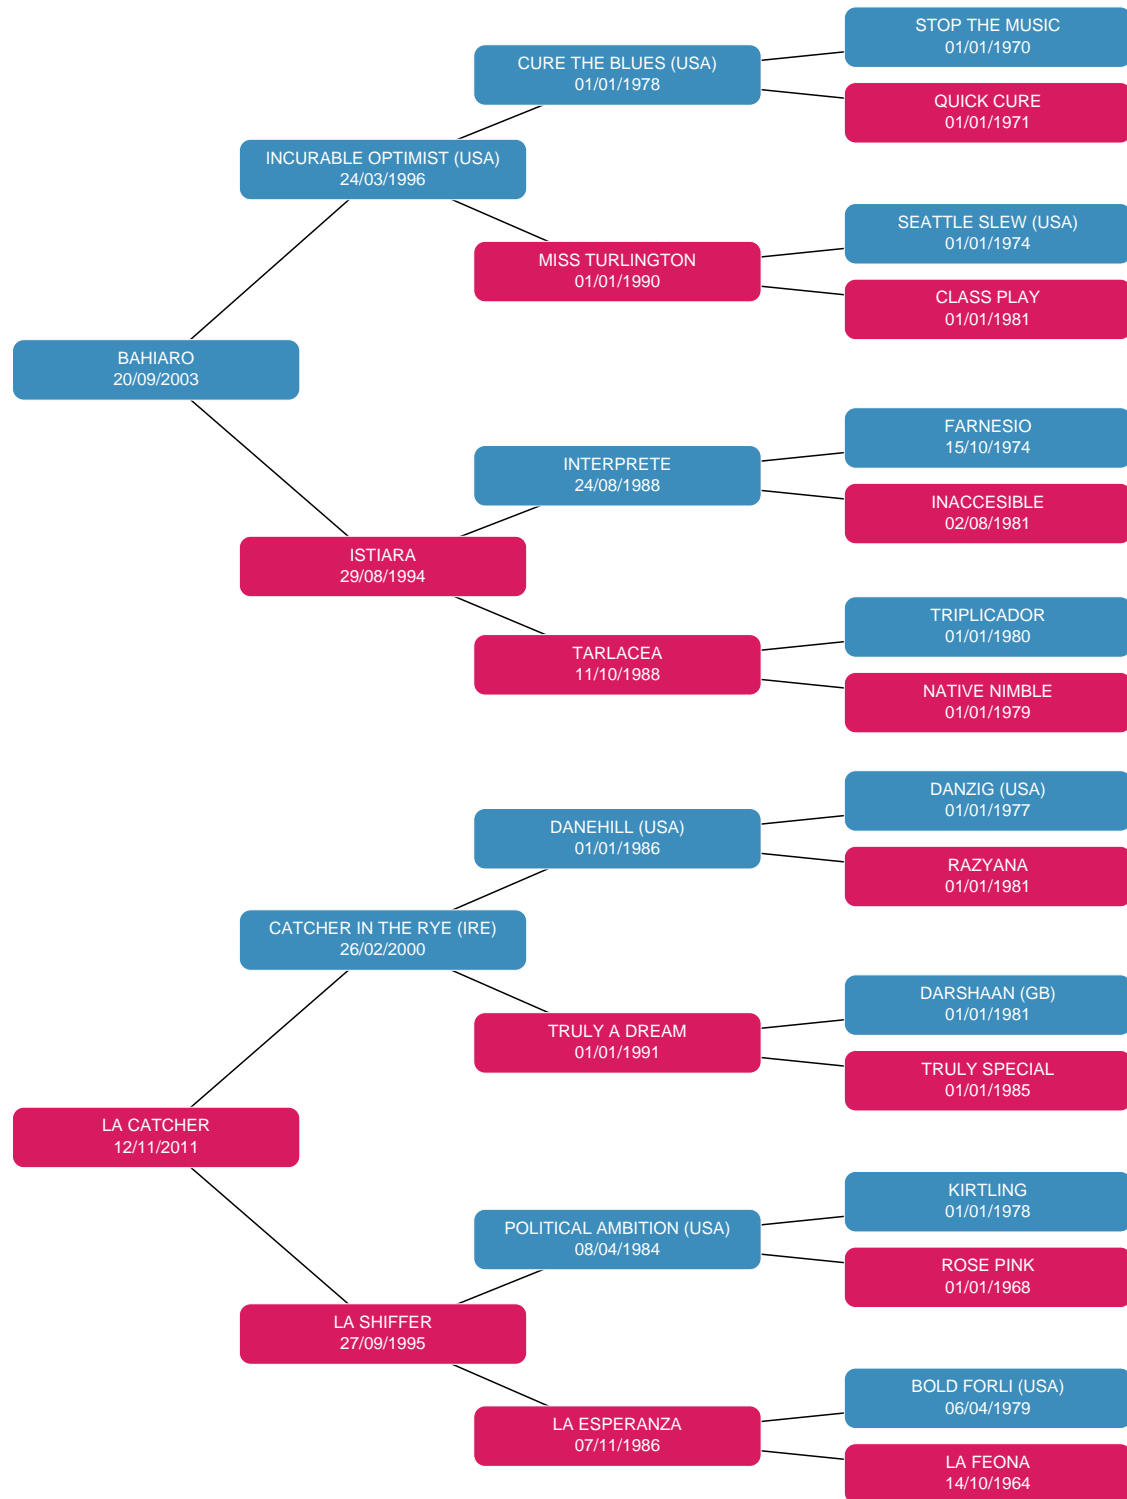 STOP THE MUSIC
01/01/1970
CURE THE BLUES (USA)
01/01/1978
QUICK CURE
01/01/1971
INCURABLE OPTIMIST (USA)
24/03/1996
SEATTLE SLEW (USA)
01/01/1974
MISS TURLINGTON
01/01/1990
CLASS PLAY
01/01/1981
BAHIARO
20/09/2003
FARNESIO
15/10/1974
INTERPRETE
24/08/1988
INACCESIBLE
02/08/1981
ISTIARA
29/08/1994
TRIPLICADOR
01/01/1980
TARLACEA
11/10/1988
NATIVE NIMBLE
01/01/1979
DANZIG (USA)
01/01/1977
DANEHILL (USA)
01/01/1986
RAZYANA
01/01/1981
CATCHER IN THE RYE (IRE)
26/02/2000
DARSHAAN (GB)
01/01/1981
TRULY A DREAM
01/01/1991
TRULY SPECIAL
01/01/1985
LA CATCHER
12/11/2011
KIRTLING
01/01/1978
POLITICAL AMBITION (USA)
08/04/1984
ROSE PINK
01/01/1968
LA SHIFFER
27/09/1995
BOLD FORLI (USA)
06/04/1979
LA ESPERANZA
07/11/1986
LA FEONA
14/10/1964